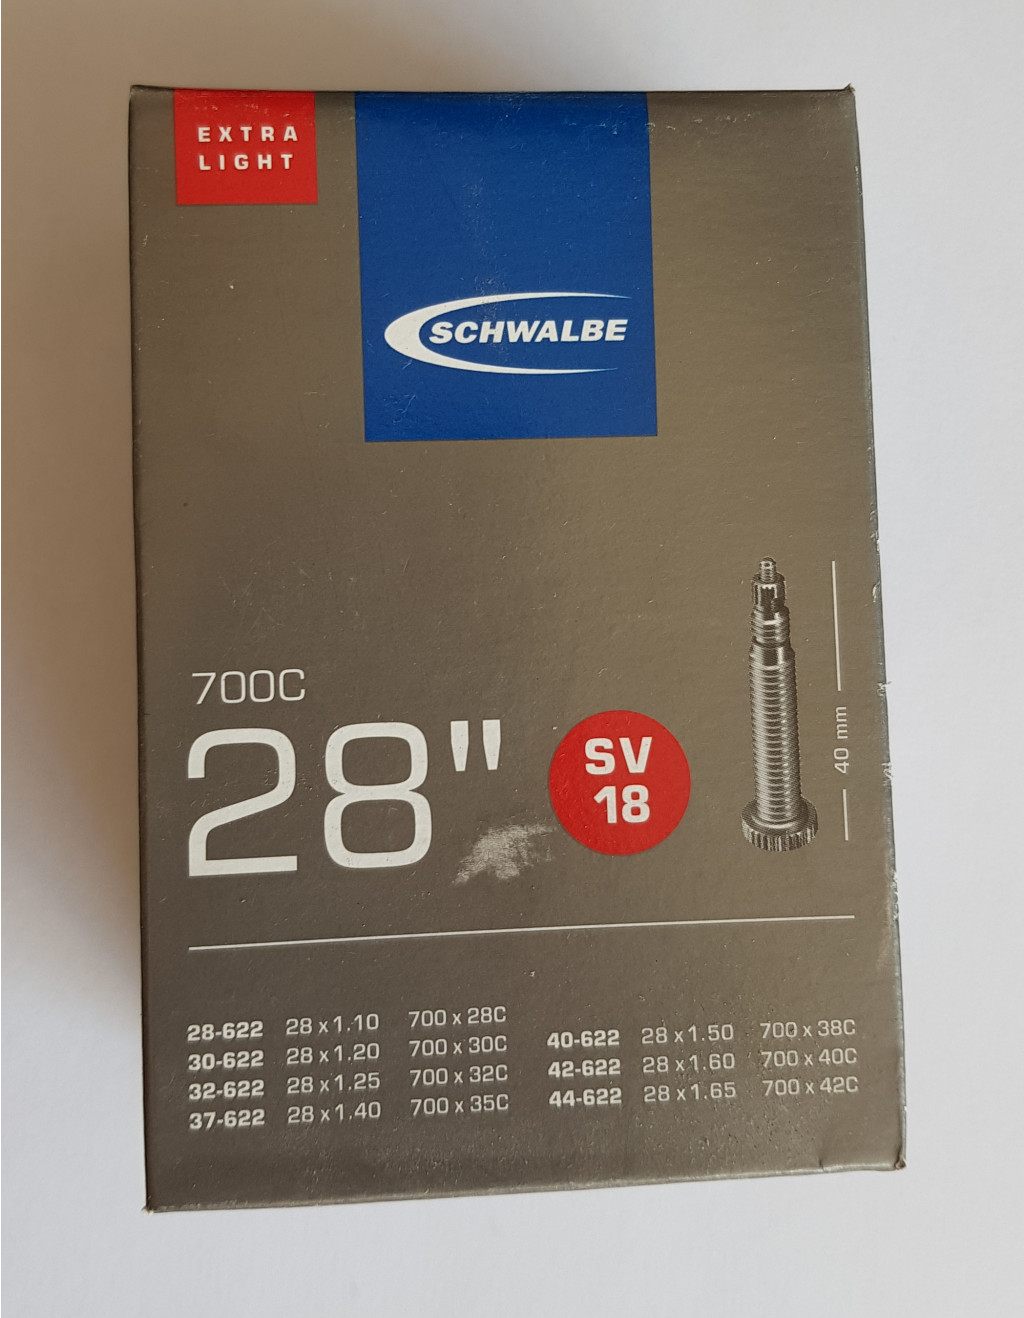 EXTRA
LIGHT
SCHWALBE
700C
28"
SV
18
40 mm
28-622 28 x 1.10 700 x 28C
30-622 28 x 1.20 700 x 30C
32-622 28 x 1.25 700 x 32C
37-622 28 x 1.40 700 x 35C
40-622 28 x 1.50 700 x 38C
42-622 28 x 1.60 700 x 40C
44-622 28 x 1.65 700 x 42C